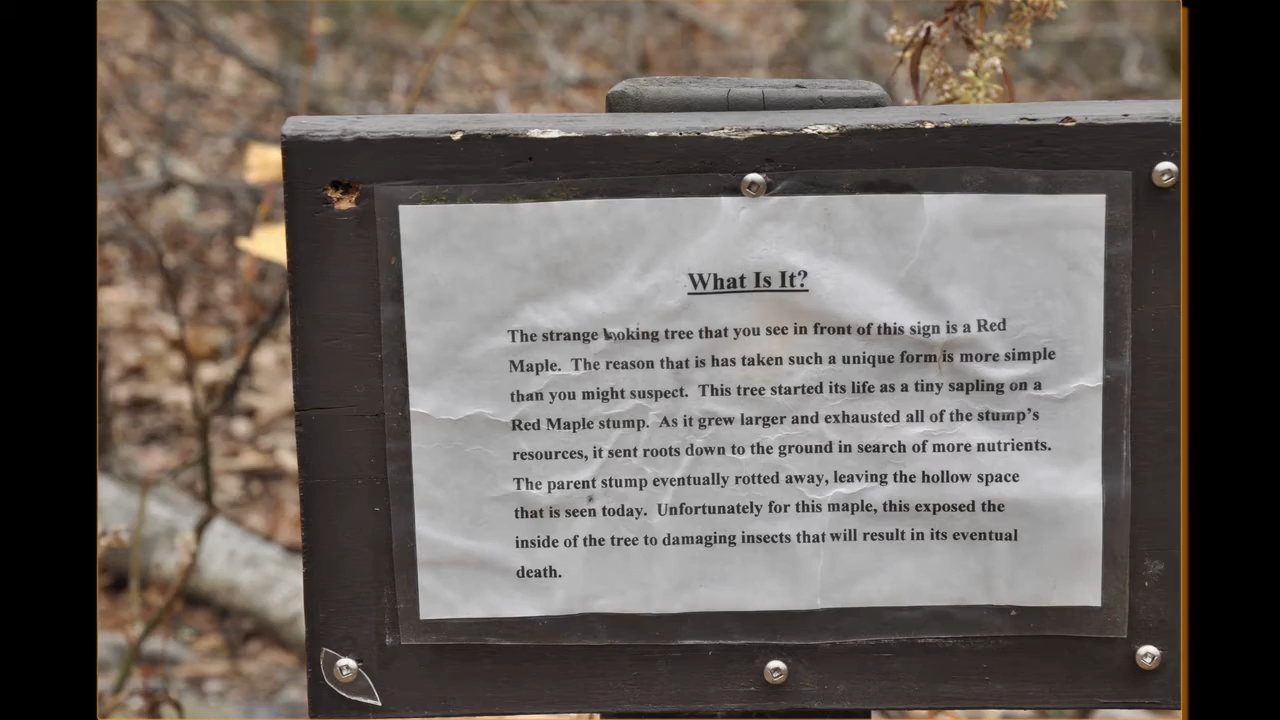 What Is It?
The strange looking tree that you see in front of this sign is a Red
Maple. The reason that is has taken such a unique form is more simple
than you might suspect. This tree started its life as a tiny sapling on a
Red Maple stump. As it grew larger and exhausted all of the stump's
resources, it sent roots down to the ground in search of more nutrients.
The parent stump eventually rotted away, leaving the hollow space
that is seen today. Unfortunately for this maple, this exposed the
inside of the tree to damaging insects that will result in its eventual
death.